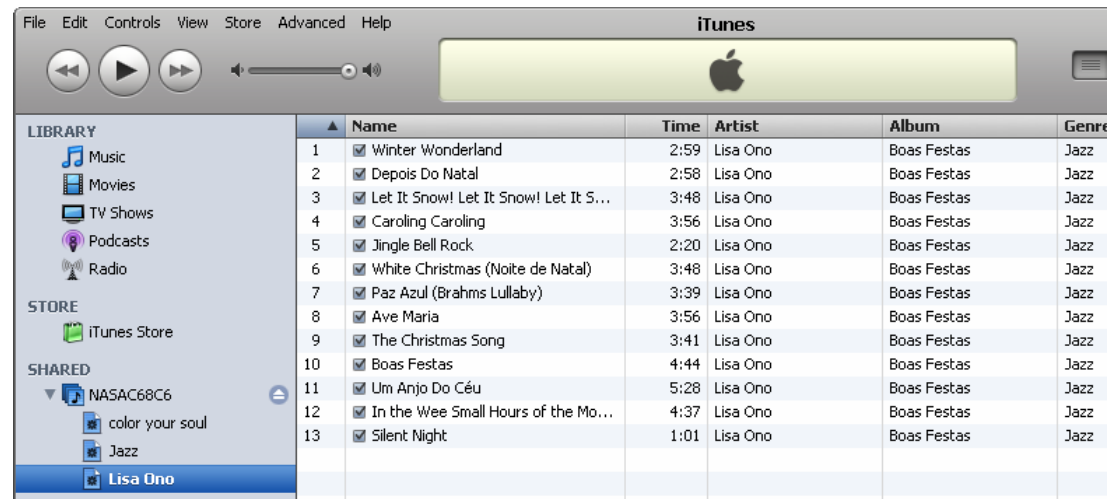 File Edit Controls View Store Advanced Help
iTunes
LIBRARY
Music
Movies
TV Shows
Podcasts
Radio
STORE
iTunes Store
SHARED
NASAC68C6
color your soul
Jazz
Lisa Ono
Name Time Artist Album Genre
1 Winter Wonderland 2:59 Lisa Ono Boas Festas Jazz
2 Depois Do Natal 2:58 Lisa Ono Boas Festas Jazz
3 Let It Snow! Let It Snow! Let It S... 3:48 Lisa Ono Boas Festas Jazz
4 Caroling Caroling 3:56 Lisa Ono Boas Festas Jazz
5 Jingle Bell Rock 2:20 Lisa Ono Boas Festas Jazz
6 White Christmas (Noite de Natal) 3:48 Lisa Ono Boas Festas Jazz
7 Paz Azul (Brahms Lullaby) 3:39 Lisa Ono Boas Festas Jazz
8 Ave Maria 3:56 Lisa Ono Boas Festas Jazz
9 The Christmas Song 3:41 Lisa Ono Boas Festas Jazz
10 Boas Festas 4:44 Lisa Ono Boas Festas Jazz
11 Um Anjo Do Céu 5:28 Lisa Ono Boas Festas Jazz
12 In the Wee Small Hours of the Mo... 4:37 Lisa Ono Boas Festas Jazz
13 Silent Night 1:01 Lisa Ono Boas Festas Jazz